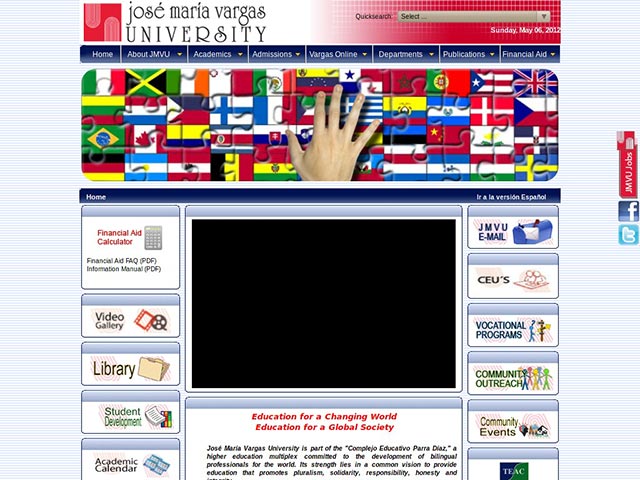 josé maría vargas
UNIVERSITY
Quicksearch: Select ...
Sunday, May 06, 2012
Home About JMVU Academics Admissions Vargas Online Departments Publications Financial Aid
JMVU Jobs
Home Ir a la versión Español
Financial Aid
Calculator
Financial Aid FAQ (PDF)
Information Manual (PDF)
Video
Gallery
Library
Student
Development
Academic
Calendar
Education for a Changing World
Education for a Global Society
José María Vargas University is part of the "Complejo Educativo Parra Díaz," a
higher education multiplex committed to the development of bilingual
professionals for the world. Its strength lies in a common vision to provide
education that promotes pluralism, solidarity, responsibility, honesty and
JMVU
E-MAIL
CEU'S
VOCATIONAL
PROGRAMS
COMMUNITY
OUTREACH
Community
Events
TEAC